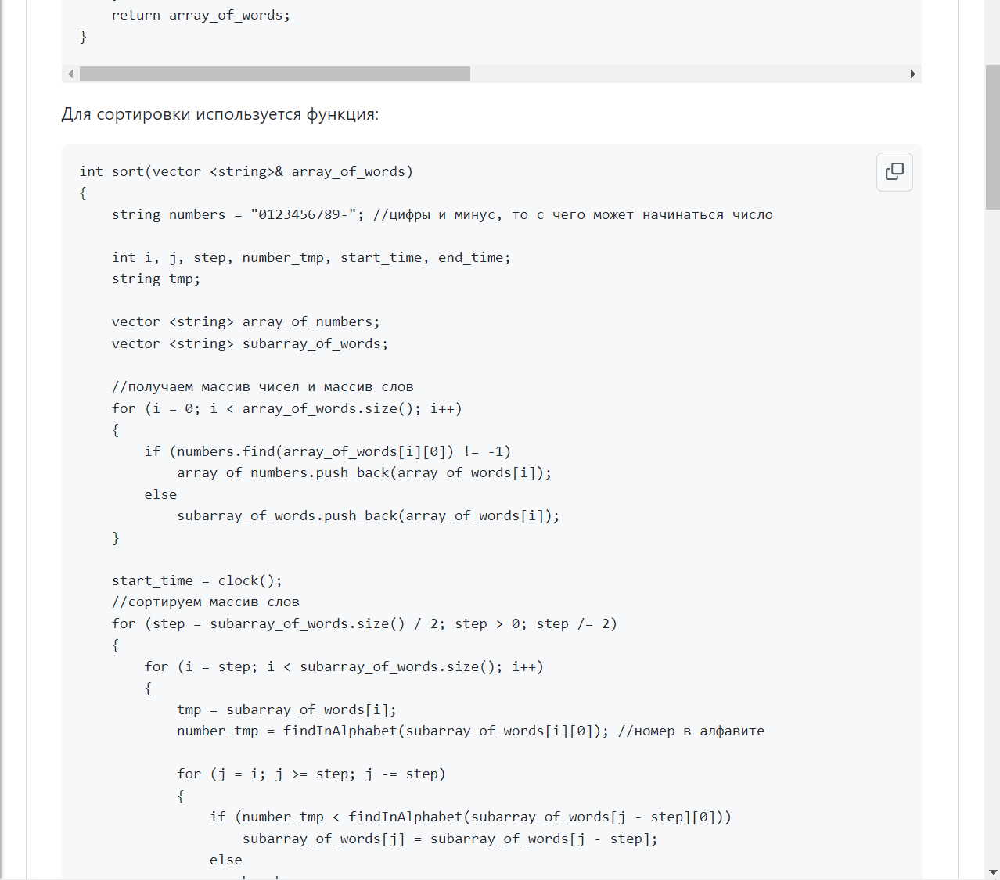 return array_of_words;
}
Для сортировки используется функция:
int sort(vector <string>& array_of_words)
{
    string numbers = "0123456789-"; //цифры и минус, то с чего может начинаться число
    int i, j, step, number_tmp, start_time, end_time;
    string tmp;
    vector <string> array_of_numbers;
    vector <string> subarray_of_words;
    //получаем массив чисел и массив слов
    for (i = 0; i < array_of_words.size(); i++)
    {
        if (numbers.find(array_of_words[i][0]) != -1)
            array_of_numbers.push_back(array_of_words[i]);
        else
            subarray_of_words.push_back(array_of_words[i]);
    }
    start_time = clock();
    //сортируем массив слов
    for (step = subarray_of_words.size() / 2; step > 0; step /= 2)
    {
        for (i = step; i < subarray_of_words.size(); i++)
        {
            tmp = subarray_of_words[i];
            number_tmp = findInAlphabet(subarray_of_words[i][0]); //номер в алфавите
            for (j = i; j >= step; j -= step)
            {
                if (number_tmp < findInAlphabet(subarray_of_words[j - step][0]))
                    subarray_of_words[j] = subarray_of_words[j - step];
                else